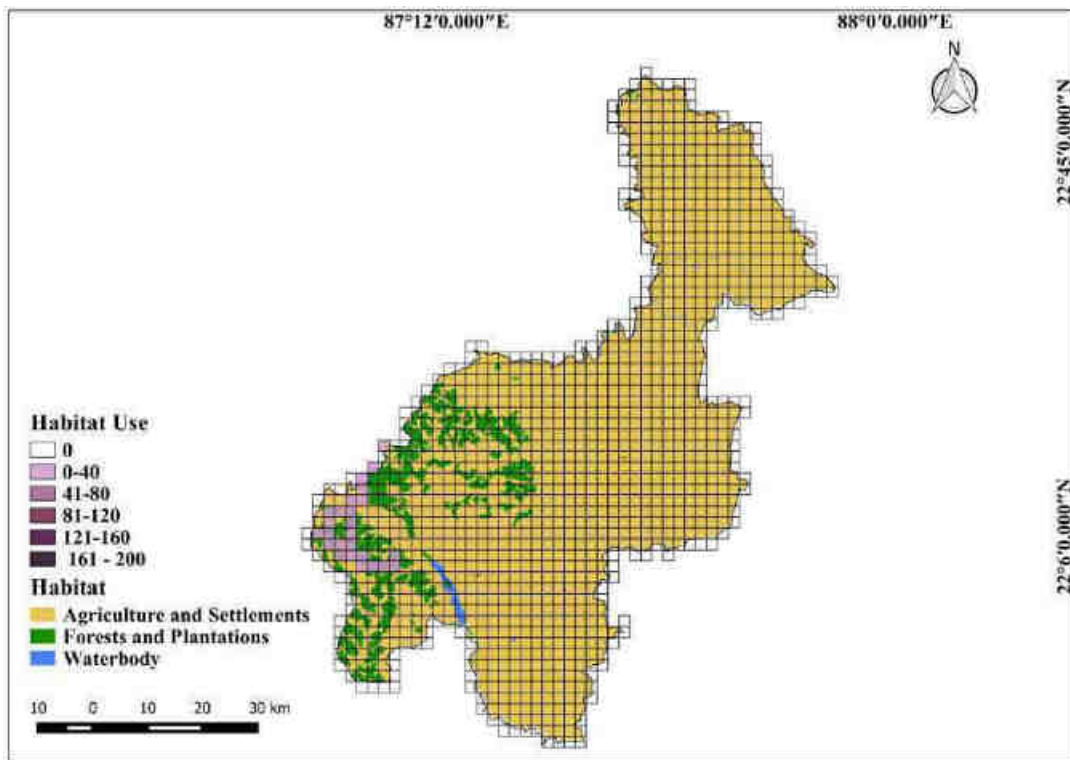 87°12′0.000″E
88°0′0.000″E
N
22°45′0.000″N
22°6′0.000″N
Habitat Use
0
0-40
41-80
81-120
121-160
161 - 200
Habitat
Agriculture and Settlements
Forests and Plantations
Waterbody
10 0 10 20 30 km